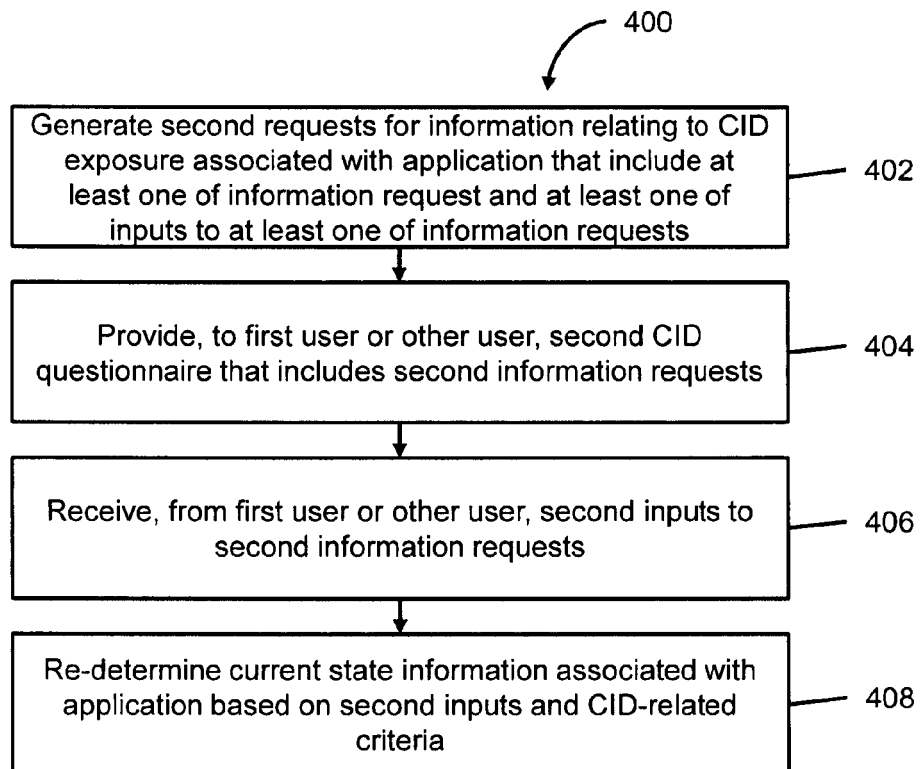 400
Generate second requests for information relating to CID
exposure associated with application that include at
least one of information request and at least one of
inputs to at least one of information requests
402
Provide, to first user or other user, second CID
questionnaire that includes second information requests
404
Receive, from first user or other user, second inputs to
second information requests
406
Re-determine current state information associated with
application based on second inputs and CID-related
criteria
408